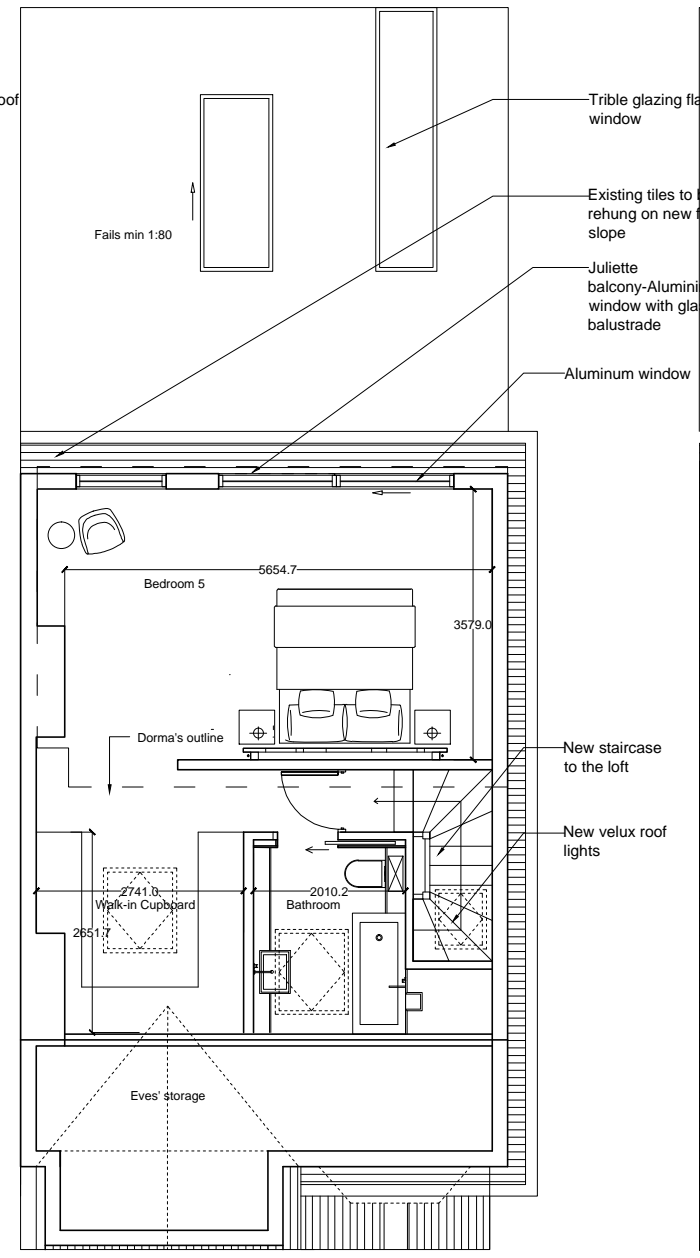 oof
Trible glazing fla
window
Fails min 1:80
Existing tiles to b
rehung on new f
slope
Juliette
balcony-Alumini
window with gla
balustrade
Aluminum window
5654.7
Bedroom 5
3579.0
Dorma's outline
New staircase
to the loft
New velux roof
lights
2741.0
2010.2
Walk-in Cupboard
Bathroom
2651.7
Eves' storage